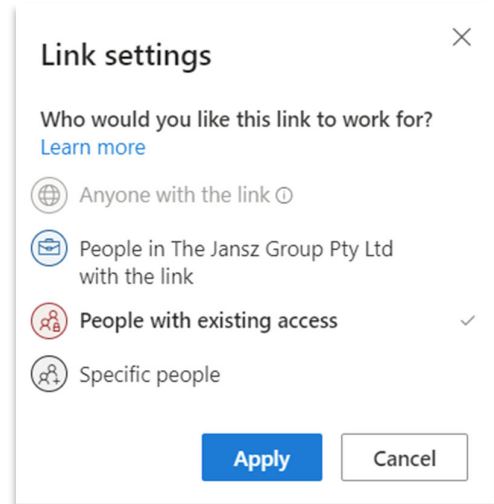 Link settings
Who would you like this link to work for?
Learn more
Anyone with the link
People in The Jansz Group Pty Ltd
with the link
People with existing access
Specific people
Apply
Cancel